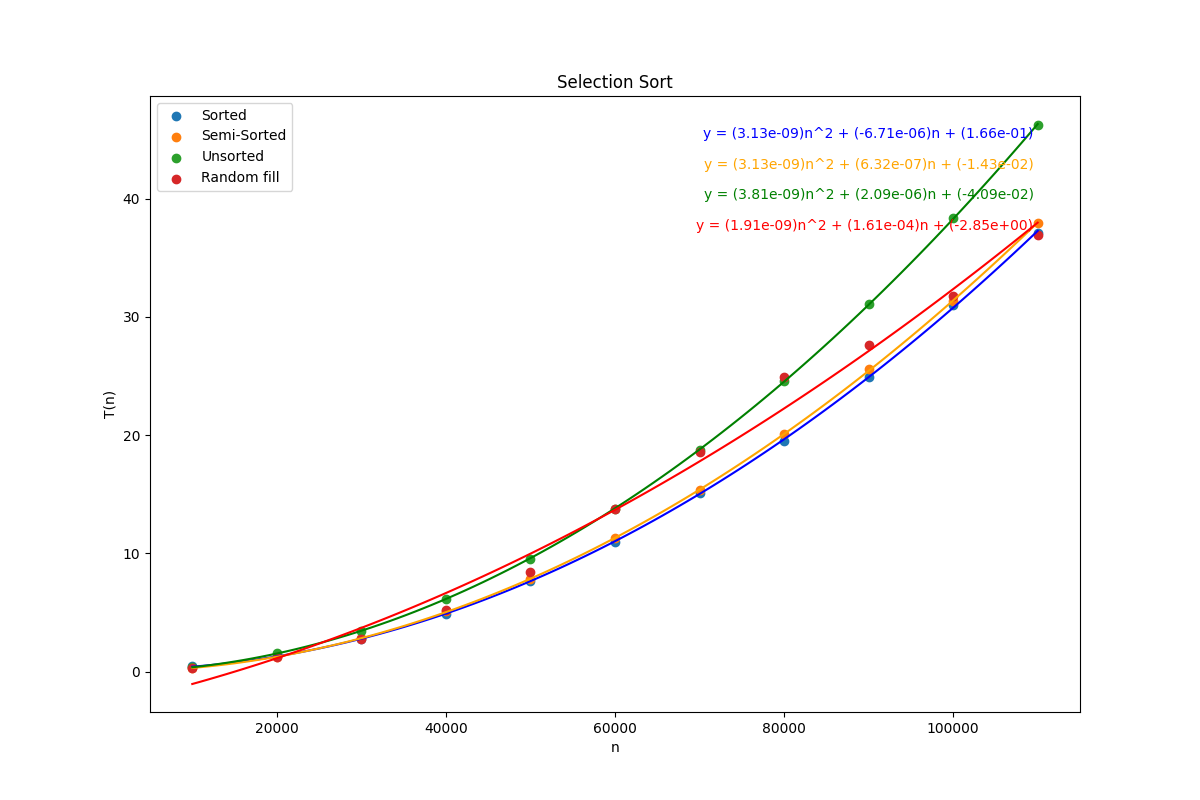 Selection Sort
Sorted
Semi-Sorted
Unsorted
Random fill
y = (3.13e-09)n^2 + (-6.71e-06)n + (1.66e-01)
y = (3.13e-09)n^2 + (6.32e-07)n + (-1.43e-02)
y = (3.81e-09)n^2 + (2.09e-06)n + (-4.09e-02)
y = (1.91e-09)n^2 + (1.61e-04)n + (-2.85e+00)
T(n)
40
30
20
10
0
20000
40000
60000
80000
100000
n